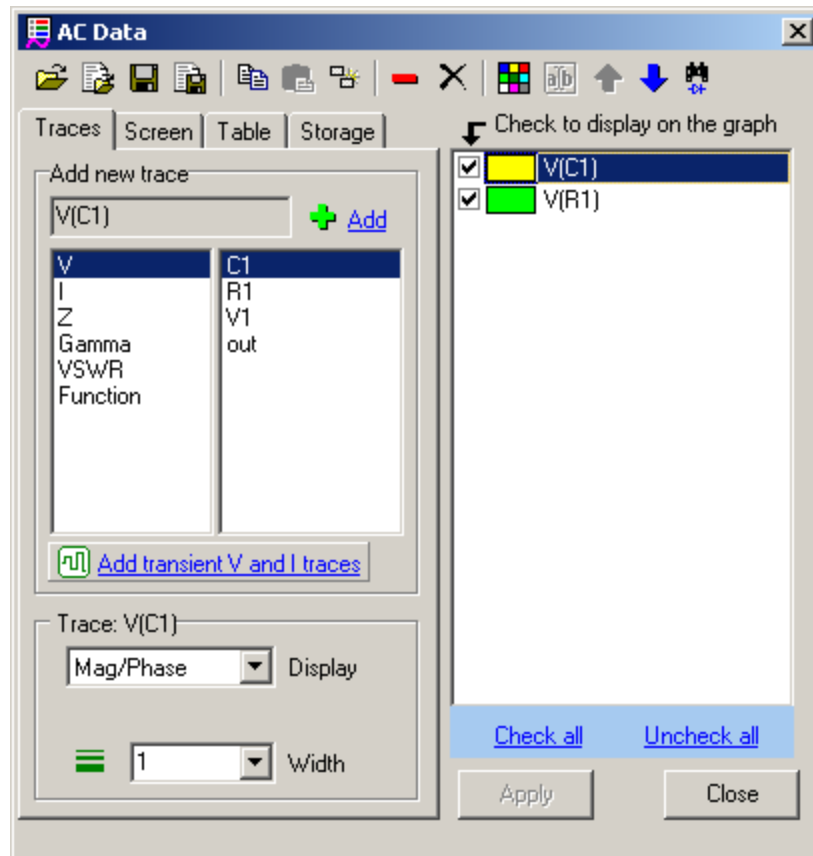 AC Data
Traces
Screen
Table
Storage
Check to display on the graph
Add new trace
V(C1)
Add
V
I
Z
Gamma
VSWR
Function
C1
R1
V1
out
Add transient V and I traces
Trace: V(C1)
Mag/Phase
Display
1
Width
V(C1)
V(R1)
Check all
Uncheck all
Apply
Close